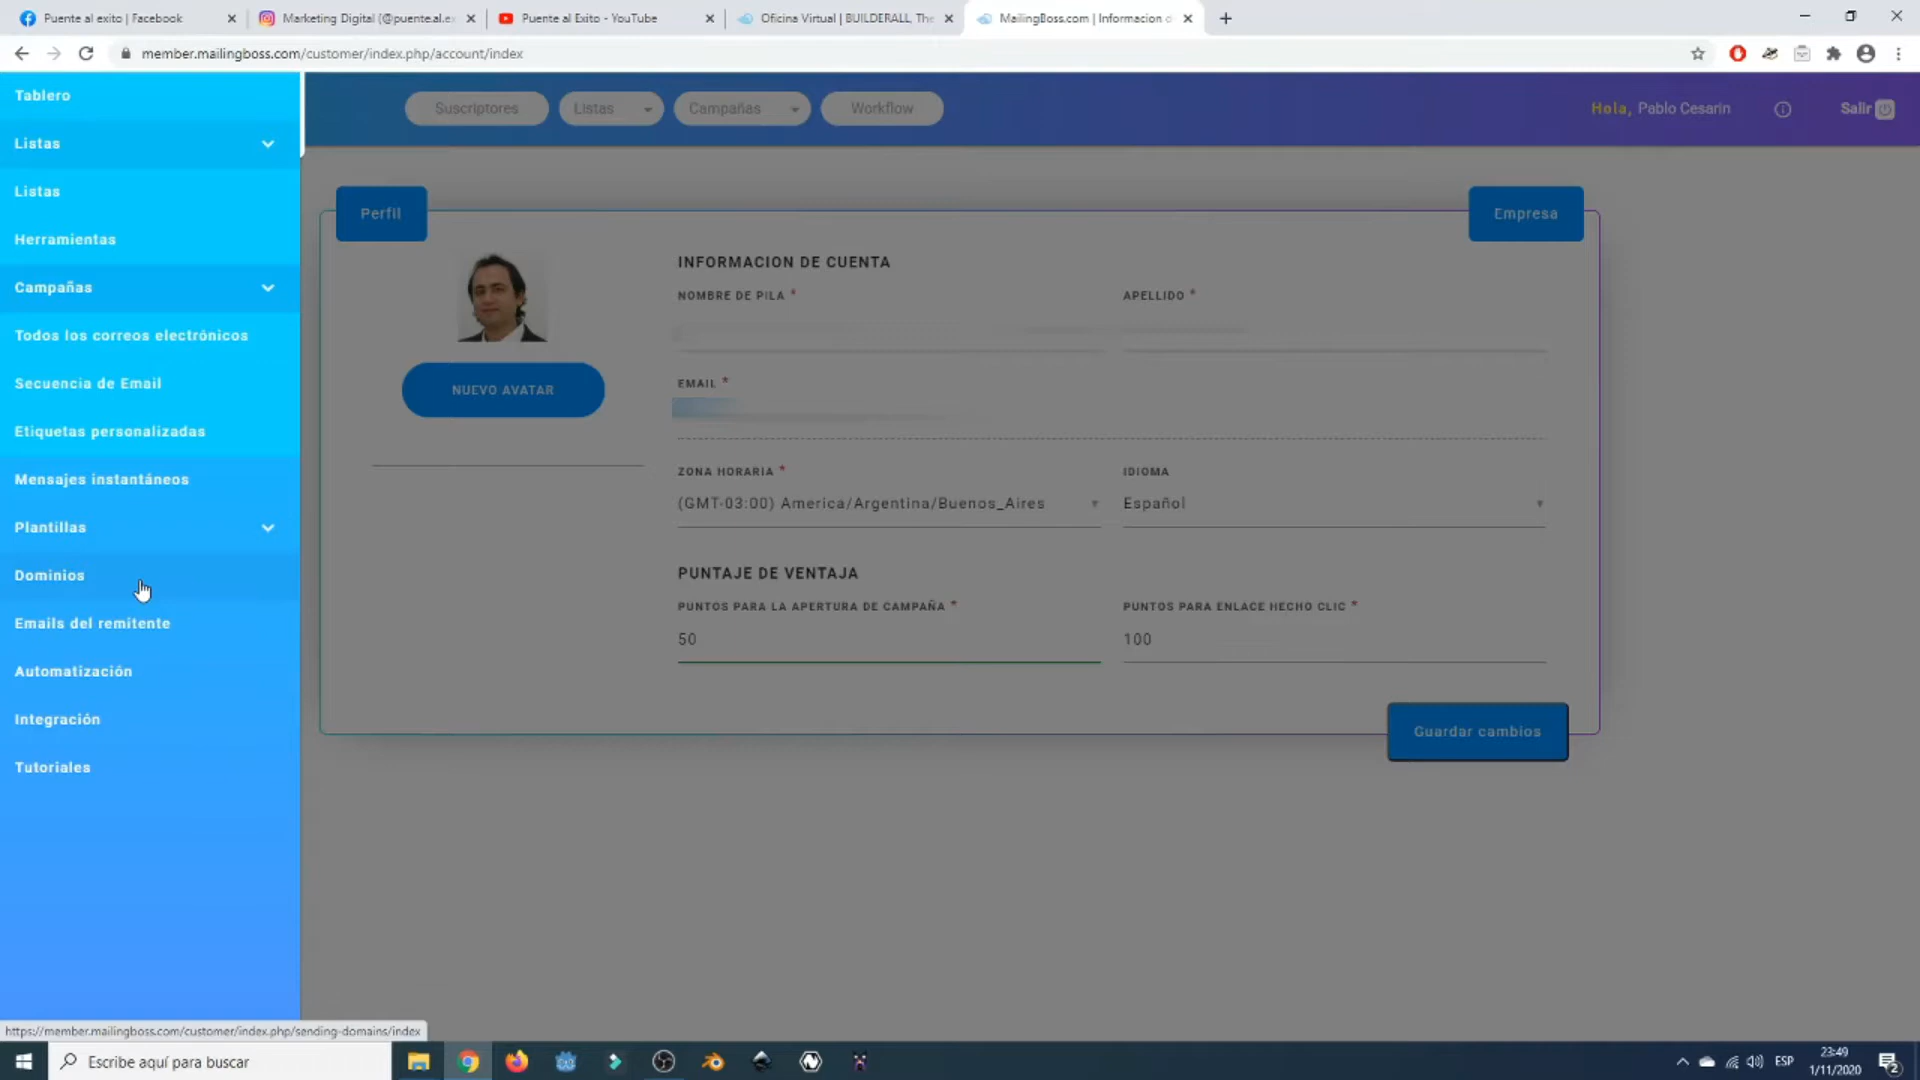 Puente al exito | Facebook
Marketing Digital (@puente.al.ex
Puente al Exito - YouTube
Oficina Virtual | BUILDERALL, The
MailingBoss.com | Informacion d
member.mailingboss.com/customer/index.php/account/index
Tablero
Listas
Listas
Herramientas
Campañas
Todos los correos electrónicos
Secuencia de Email
Etiquetas personalizadas
Mensajes instantáneos
Plantillas
Dominios
Emails del remitente
Automatización
Integración
Tutoriales
Suscriptores
Listas
Campañas
Workflow
Hola, Pablo Cesarin
Salir
Perfil
Empresa
NUEVO AVATAR
INFORMACION DE CUENTA
NOMBRE DE PILA *
APELLIDO *
EMAIL *
ZONA HORARIA *
IDIOMA
(GMT-03:00) America/Argentina/Buenos_Aires
Español
PUNTAJE DE VENTAJA
PUNTOS PARA LA APERTURA DE CAMPAÑA *
PUNTOS PARA ENLACE HECHO CLIC *
50
100
Guardar cambios
https://member.mailingboss.com/customer/index.php/sending-domains/index
Escribe aquí para buscar
ESP
23:49
1/11/2020
2